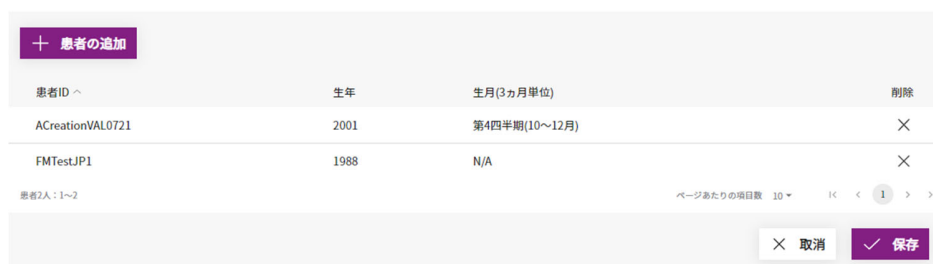 患者の追加
患者ID 生年 生月(3ヵ月単位) 削除
ACreationVAL0721 2001 第4四半期(10〜12月)
FMTestJP1 1988 N/A
患者2人：1〜2 ページあたりの項目数 10 1
取消 保存